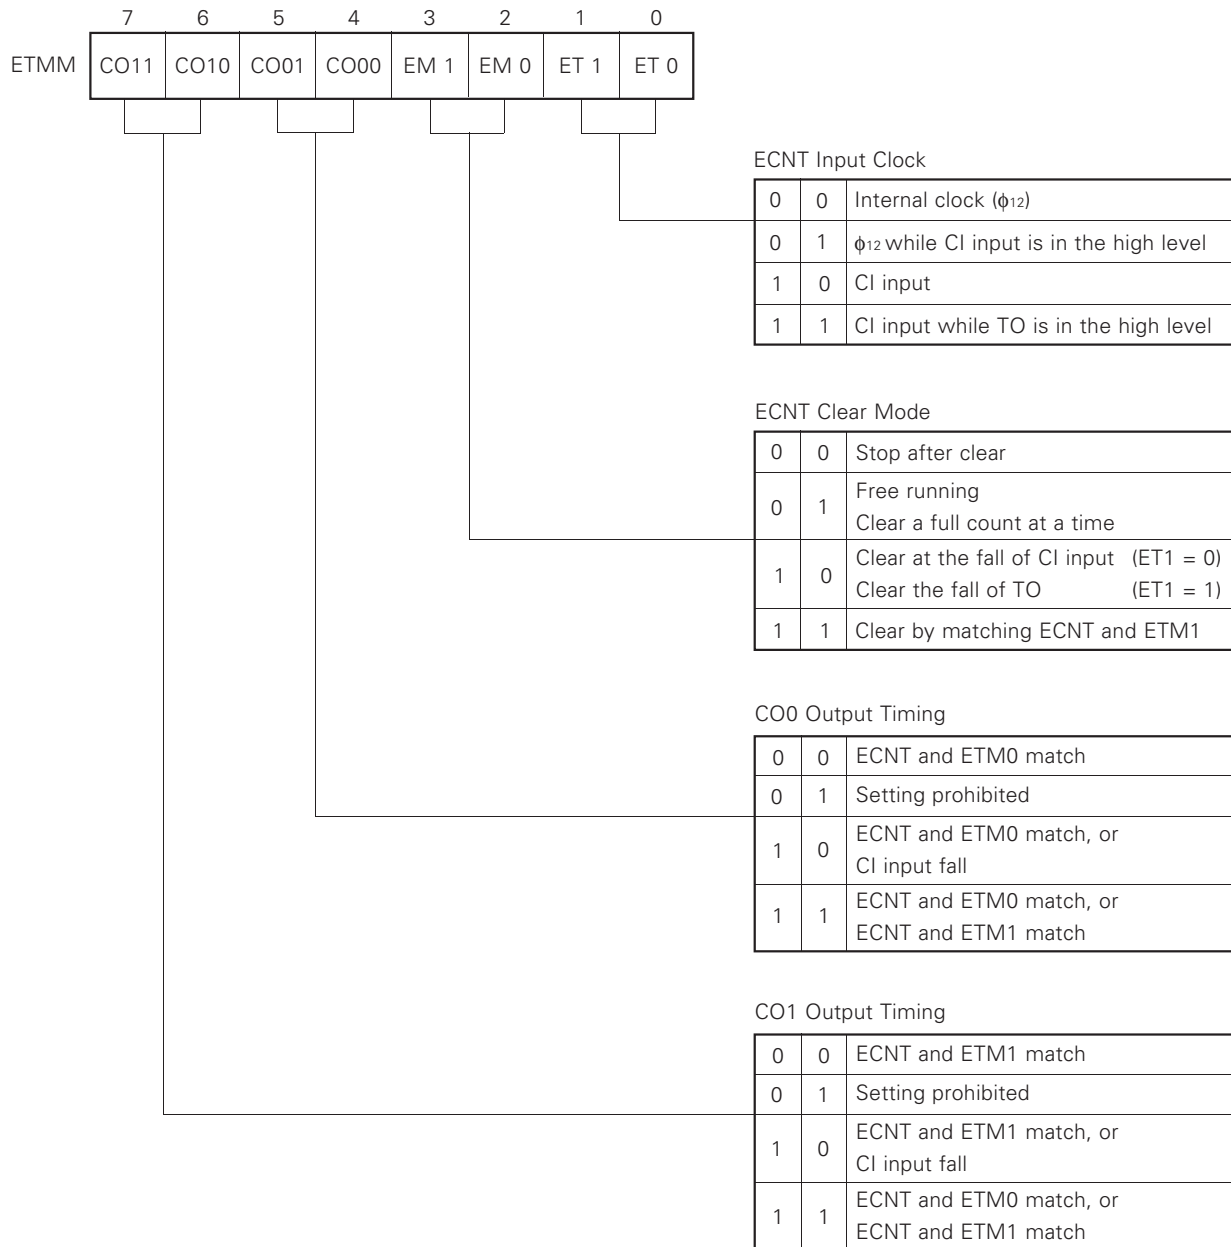 7 6 5 4 3 2 1 0
ETMM CO11 CO10 CO01 CO00 EM 1 EM 0 ET 1 ET 0
ECNT Input Clock
0 0 Internal clock (ϕ12)
0 1 ϕ12 while CI input is in the high level
1 0 CI input
1 1 CI input while TO is in the high level
ECNT Clear Mode
0 0 Stop after clear
0 1 Free running
Clear a full count at a time
1 0 Clear at the fall of CI input (ET1 = 0)
Clear the fall of TO (ET1 = 1)
1 1 Clear by matching ECNT and ETM1
CO0 Output Timing
0 0 ECNT and ETM0 match
0 1 Setting prohibited
1 0 ECNT and ETM0 match, or
CI input fall
1 1 ECNT and ETM0 match, or
ECNT and ETM1 match
CO1 Output Timing
0 0 ECNT and ETM1 match
0 1 Setting prohibited
1 0 ECNT and ETM1 match, or
CI input fall
1 1 ECNT and ETM0 match, or
ECNT and ETM1 match